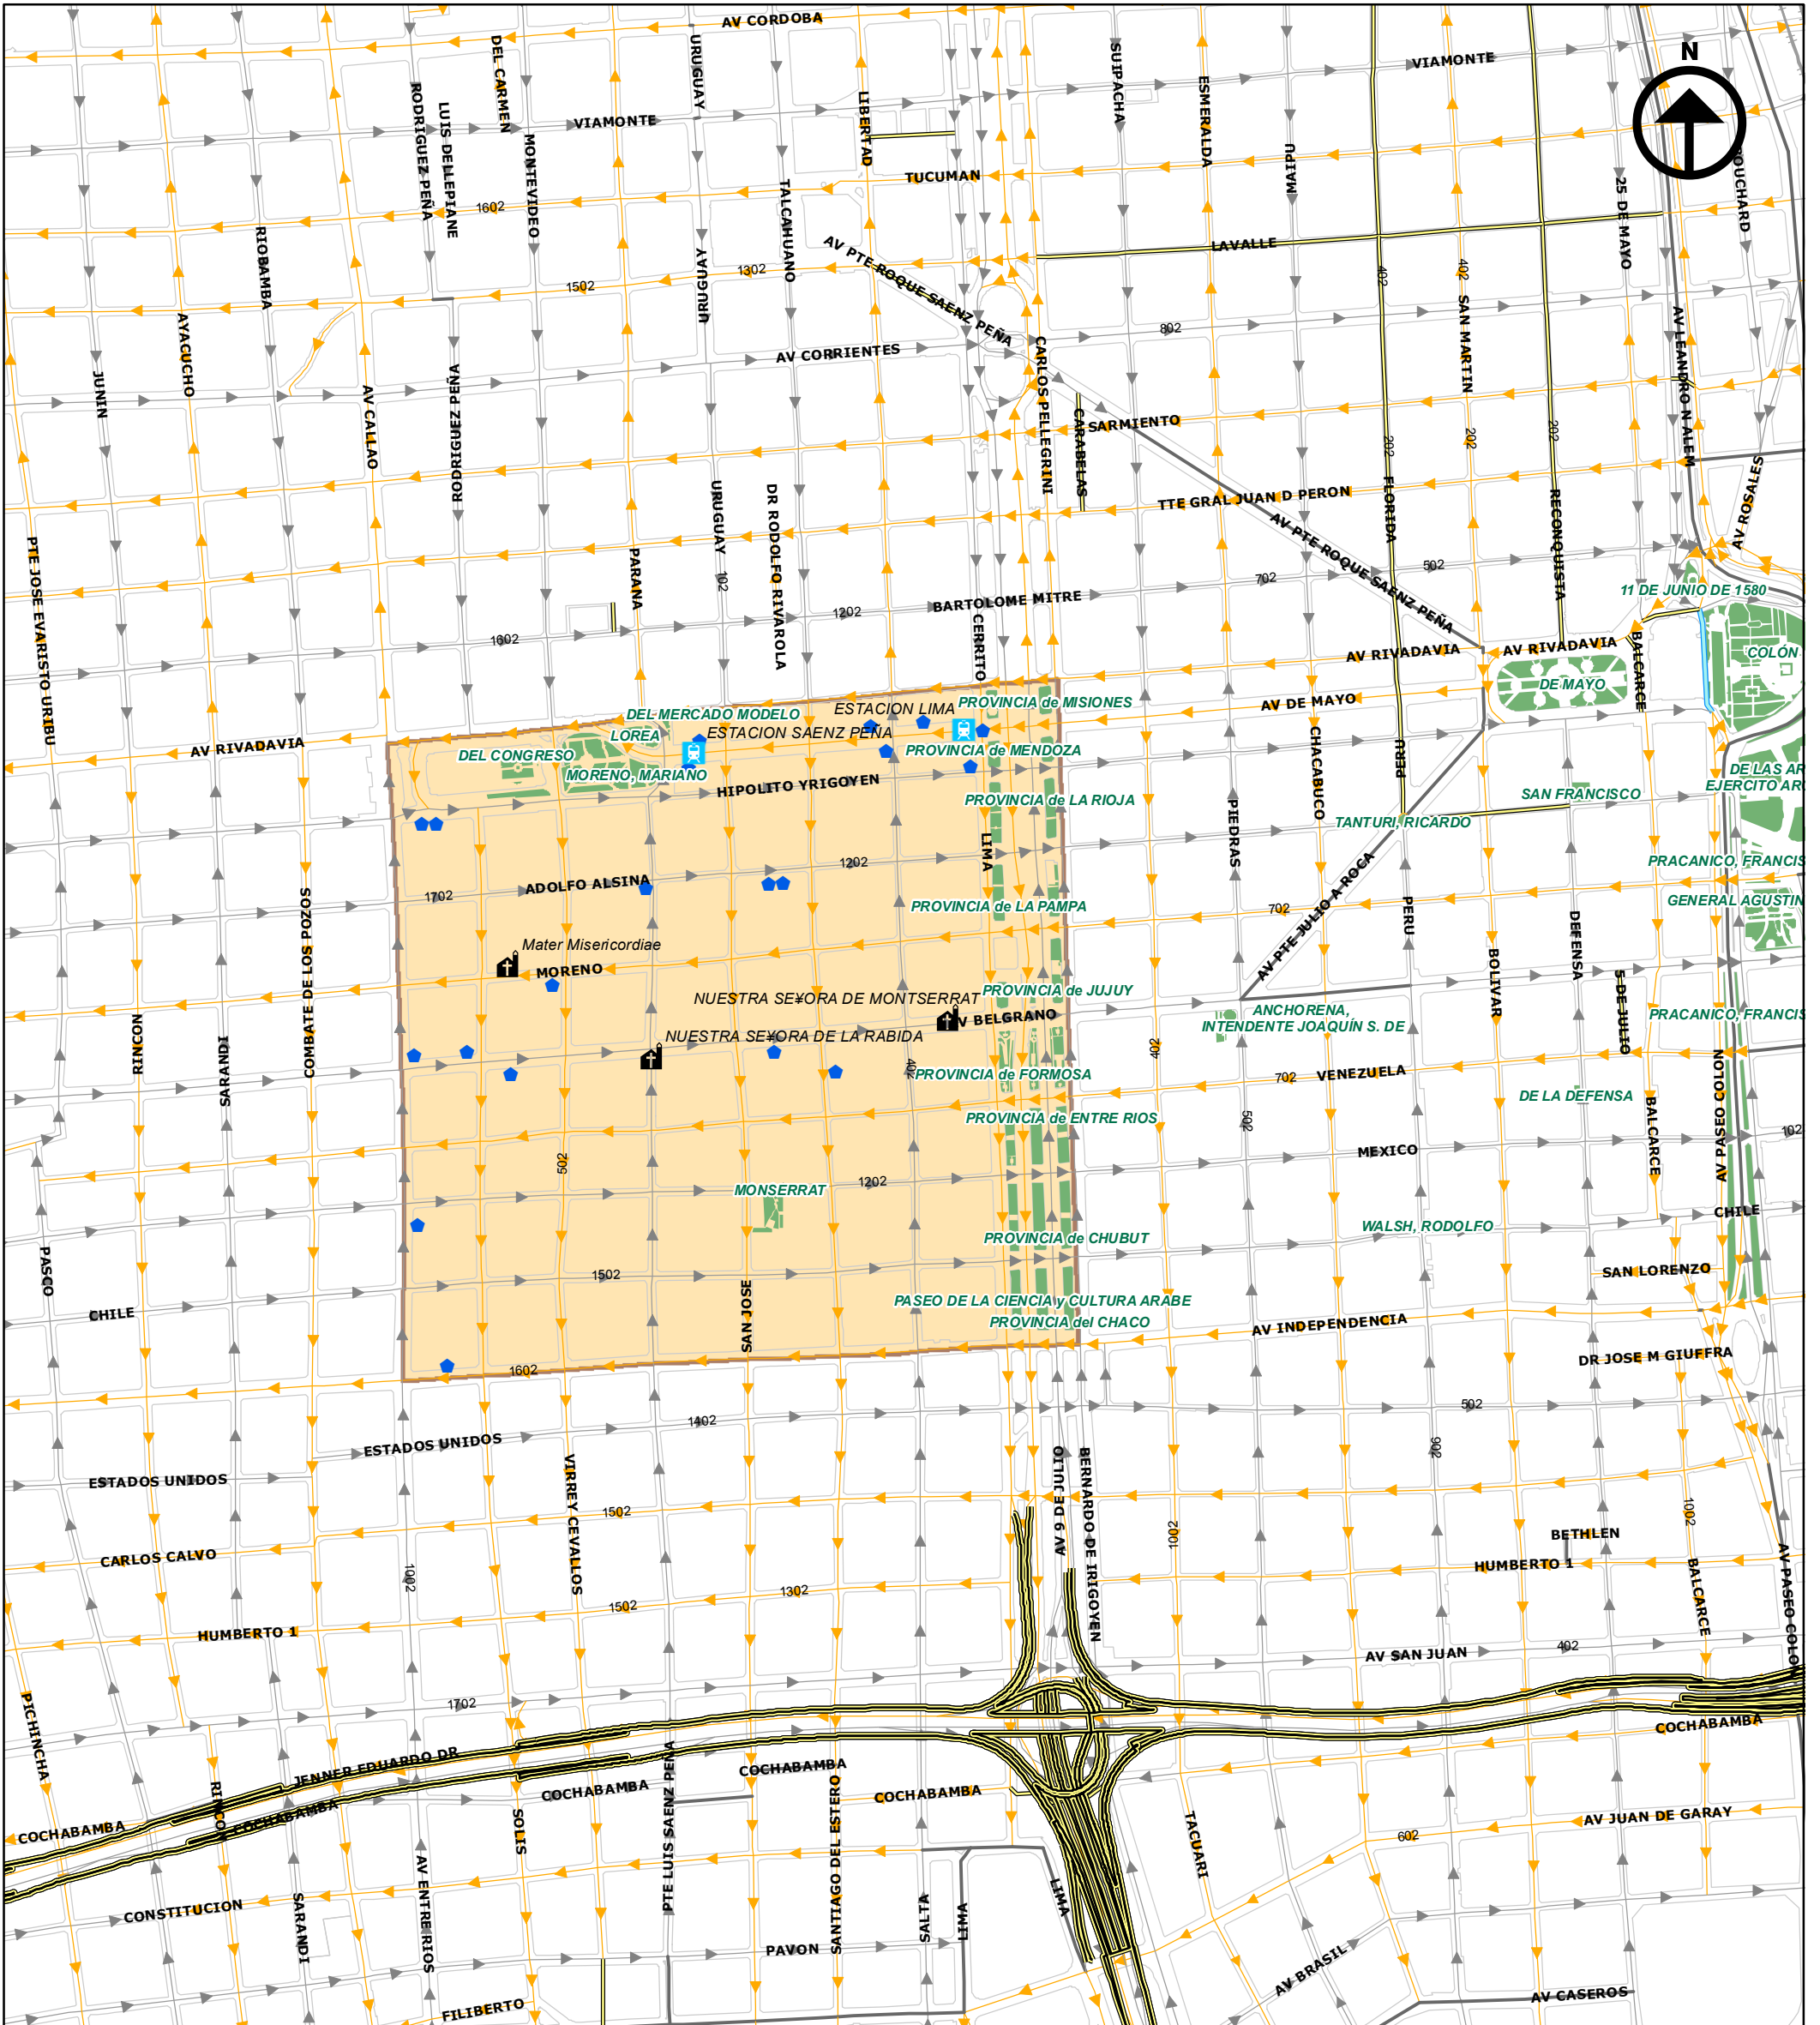 AV CORDOBA
N
DEL CARMEN
URUGUAY
SUIPACHA
VIAMONTE
ESMERALDA
RODRIGUEZ PEÑA
LUIS DELLEPIANE
VIAMONTE
LIBERTAD
MONTEVIDEO
MAIPU
BOUCHARD
TUCUMAN
TALCAHUANO
25 DE MAYO
1602
RIOBAMBA
URUGUAY
AV PTE ROQUE SAENZ PEÑA
LAVALLE
1302
1502
402
402
SAN MARTIN
AYACUCHO
JUNIN
AV CORRIENTES
802
AV LEANDRO N ALEM
CARLOS PELLEGRINI
AV CALLAO
RODRIGUEZ PEÑA
CARABELAS
SARMIENTO
202
202
202
URUGUAY
DR RODOLFO RIVAROLA
TTE GRAL JUAN D PERON
FLORIDA
RECONQUISTA
AV ROSALES
AV PTE ROQUE SAENZ PEÑA
PTE JOSE EVARISTO URIBU
PARANA
102
702
502
11 DE JUNIO DE 1580
1202
BARTOLOME MITRE
1602
CERRITO
AV RIVADAVIA
AV RIVADAVIA
BALCARCE
COLÓN
DE MAYO
PROVINCIA de MISIONES
ESTACION LIMA
AV DE MAYO
DEL MERCADO MODELO
LOREA
ESTACION SAENZ PEÑA
AV RIVADAVIA
DEL CONGRESO
PROVINCIA de MENDOZA
MORENO, MARIANO
HIPOLITO YRIGOYEN
CHACABUCO
PERU
DE LAS AR
EJERCITO ARG
SAN FRANCISCO
PROVINCIA de LA RIOJA
PIEDRAS
TANTURI, RICARDO
LIMA
1202
PRACANICO, FRANCIS
ADOLFO ALSINA
1702
COMBATE DE LOS POZOS
PROVINCIA de LA PAMPA
702
AV PTE JULIO A ROCA
PERU
DEFENSA
GENERAL AGUSTIN
Mater Misericordiae
MORENO
BOLIVAR
5 DE JULIO
NUESTRA SE¥ORA DE MONTSERRAT
PROVINCIA de JUJUY
ANCHORENA,
INTENDENTE JOAQUÍN S. DE
PRACANICO, FRANCIS
V BELGRANO
NUESTRA SE¥ORA DE LA RABIDA
RINCON
SARANDI
402
704
PROVINCIA de FORMOSA
702
VENEZUELA
AV PASEO COLON
DE LA DEFENSA
BALCARCE
PROVINCIA de ENTRE RIOS
502
102
MEXICO
502
MONSERRAT
1202
CHILE
WALSH, RODOLFO
PROVINCIA de CHUBUT
PASCO
1502
SAN LORENZO
SAN JOSE
PASEO DE LA CIENCIA y CULTURA ARABE
CHILE
PROVINCIA del CHACO
AV INDEPENDENCIA
DR JOSE M GIUFFRA
1602
502
1402
ESTADOS UNIDOS
902
ESTADOS UNIDOS
VIRREY CEVALLOS
AV 9 DE JULIO
BERNARDO DE IRIGOYEN
1502
1002
1002
BETHLEN
CARLOS CALVO
HUMBERTO 1
1002
1302
1502
BALCARCE
AV PASEO COLON
HUMBERTO 1
402
AV SAN JUAN
1702
PICHINCHA
COCHABAMBA
JENNER EDUARDO DR
PTE LUIS SAENZ PEÑA
COCHABAMBA
COCHABAMBA
COCHABAMBA
RINCON
COCHABAMBA
COCHABAMBA
AV JUAN DE GARAY
602
SOLIS
SANTIAGO DEL ESTERO
TACUARI
AV ENTRE RIOS
LIMA
CONSTITUCION
SARANDI
SALTA
LIMA
PAVON
AV BRASIL
AV CASEROS
FILIBERTO